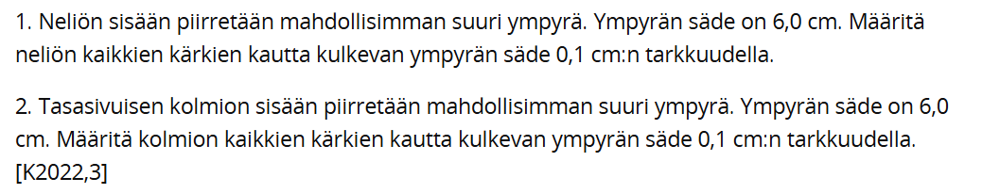 1. Neliön sisään piirretään mahdollisimman suuri ympyrä. Ympyrän säde on 6,0 cm. Määritä
neliön kaikkien kärkien kautta kulkevan ympyrän säde 0,1 cm:n tarkkuudella.
2. Tasasivuisen kolmion sisään piirretään mahdollisimman suuri ympyrä. Ympyrän säde on 6,0
cm. Määritä kolmion kaikkien kärkien kautta kulkevan ympyrän säde 0,1 cm:n tarkkuudella.
[K2022,3]